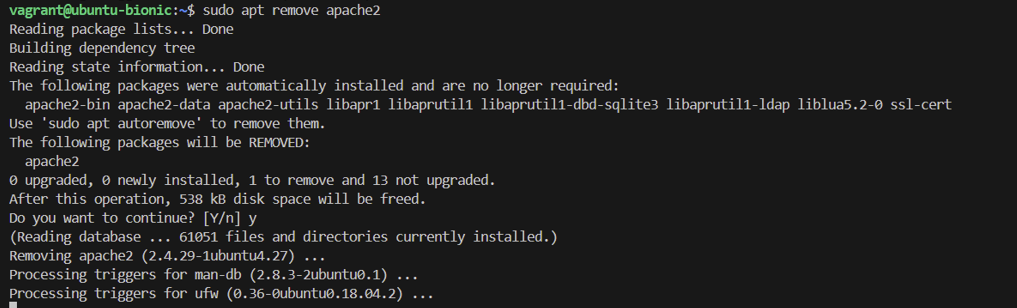 vagrant@ubuntu-bionic:~$ sudo apt remove apache2
Reading package lists... Done
Building dependency tree
Reading state information... Done
The following packages were automatically installed and are no longer required:
  apache2-bin apache2-data apache2-utils libapr1 libaprutil1 libaprutil1-dbd-sqlite3 libaprutil1-ldap liblua5.2-0 ssl-cert
Use 'sudo apt autoremove' to remove them.
The following packages will be REMOVED:
  apache2
0 upgraded, 0 newly installed, 1 to remove and 13 not upgraded.
After this operation, 538 kB disk space will be freed.
Do you want to continue? [Y/n] y
(Reading database ... 61051 files and directories currently installed.)
Removing apache2 (2.4.29-1ubuntu4.27) ...
Processing triggers for man-db (2.8.3-2ubuntu0.1) ...
Processing triggers for ufw (0.36-0ubuntu0.18.04.2) ...